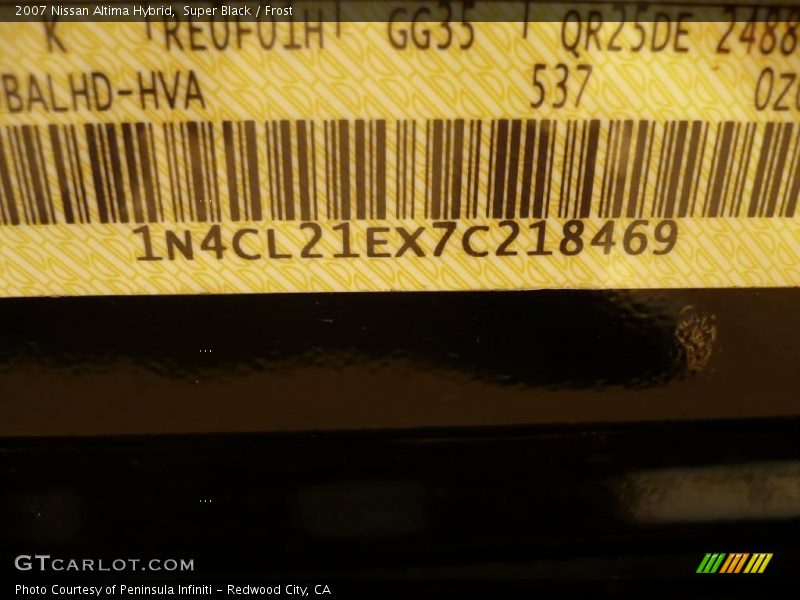 2007 Nissan Altima Hybrid, Super Black / Frost
K RE0F01H GG35 QR25DE 2488
BALHD-HVA 537
1N4CL21EX7C218469
GTCARLOT.COM
Photo Courtesy of Peninsula Infiniti - Redwood City, CA